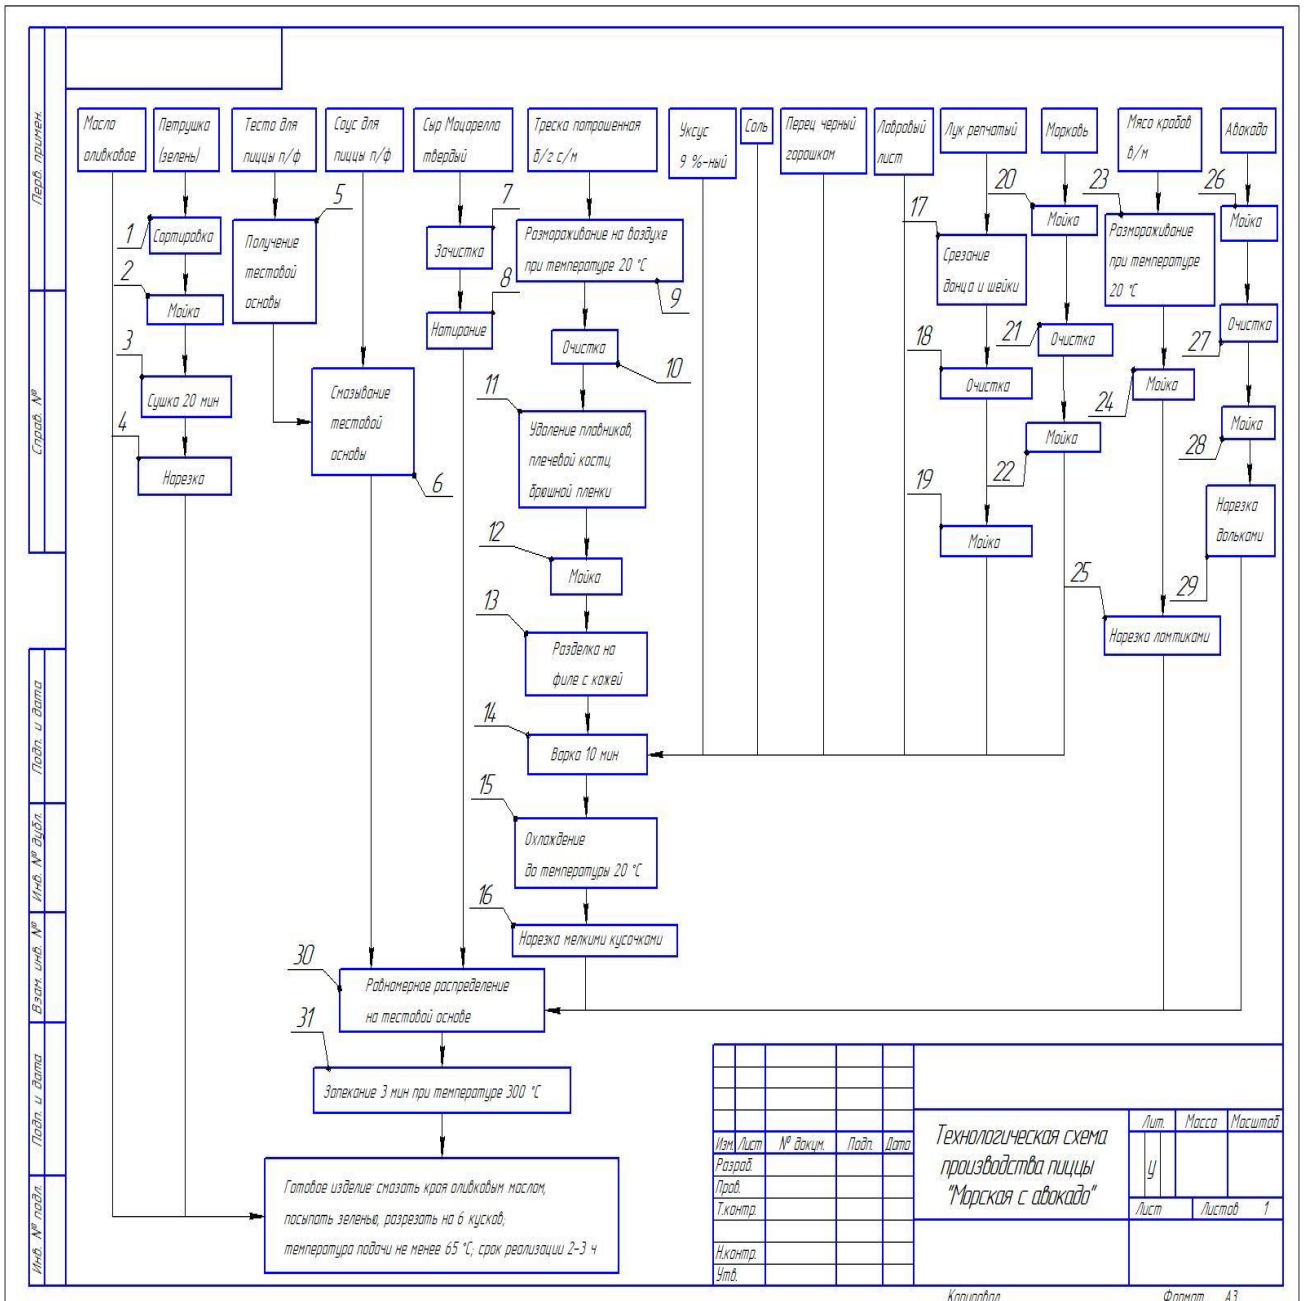 Перв. примен.
Справ. №
Подп. и дата
Инв. № дубл.
Взам. инв. №
Подп. и дата
Инв. № подл.
Масло
оливковое
Петрушка
(зелень)
Тесто для
пиццы п/ф
Соус для
пиццы п/ф
Сыр Моцарелла
твердый
Треска потрошенная
б/г с/м
Уксус
9 %-ный
Соль
Перец черный
горошком
Лавровый
лист
Лук репчатый
Морковь
Мясо крабов
в/м
Авокадо
1
Сортировка
2
Мойка
3
Сушка 20 мин
4
Нарезка
5
Получение
тестовой
основы
Смазывание
тестовой
основы
6
7
Зачистка
8
Натирание
Размораживание на воздухе
при температуре 20 °С
9
Очистка
10
11
Удаление плавников,
плечевой кости,
брюшной пленки
12
Мойка
13
Разделка на
филе с кожей
14
Варка 10 мин
15
Охлаждение
до температуры 20 °С
16
Нарезка мелкими кусочками
17
Срезание
донца и шейки
18
Очистка
19
Мойка
20
Мойка
21
Очистка
22
Мойка
23
Размораживание
при температуре
20 °С
24
Мойка
25
Нарезка ломтиками
26
Мойка
27
Очистка
28
Мойка
29
Нарезка
дольками
30
Равномерное распределение
на тестовой основе
31
Запекание 3 мин при температуре 300 °С
Готовое изделие: смазать края оливковым маслом,
посыпать зеленью, разрезать на 6 кусков;
температура подачи не менее 65 °С; срок реализации 2-3 ч
Изм. Лист № докум. Подп. Дата
Разраб.
Пров.
Т.контр.
Н.контр.
Утв.
Технологическая схема
производства пиццы
"Морская с авокадо"
Лит. Масса Масштаб
у
Лист Листов 1
Копировал Формат А3